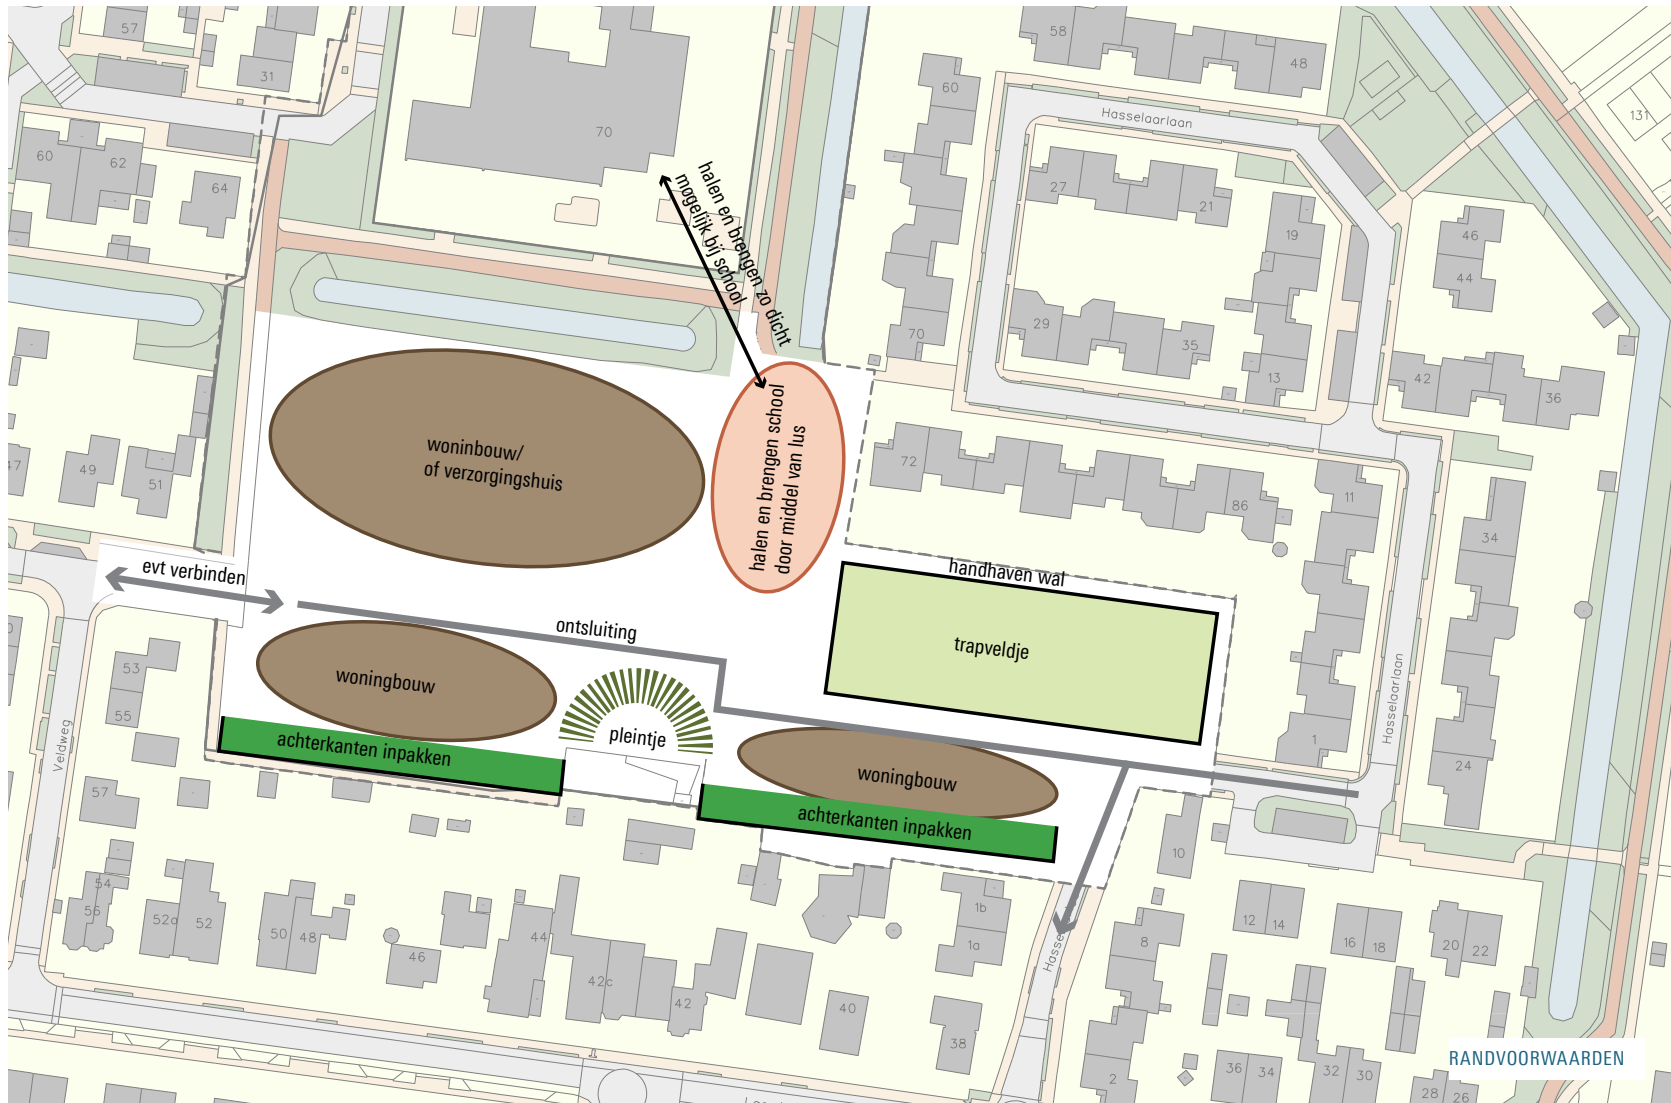 57
31
60
62
64
70
58
48
60
Hasselaarlaan
131
27
21
19
46
44
halen en brengen zo dicht
mogelijk bij school
70
29
35
13
42
36
47
49
51
woninbouw/
of verzorgingshuis
halen en brengen school
door middel van lus
72
86
11
34
evt verbinden
handhaven wal
ontsluiting
trapveldje
53
55
woningbouw
pleintje
achterkanten inpakken
Hasselaarlaan
1
24
Veldweg
57
woningbouw
achterkanten inpakken
10
54
56
52a
52
50
48
46
44
42c
42
40
38
1b
1a
8
12
14
16
18
20
22
2
36
34
32
30
28
26
RANDVOORWAARDEN